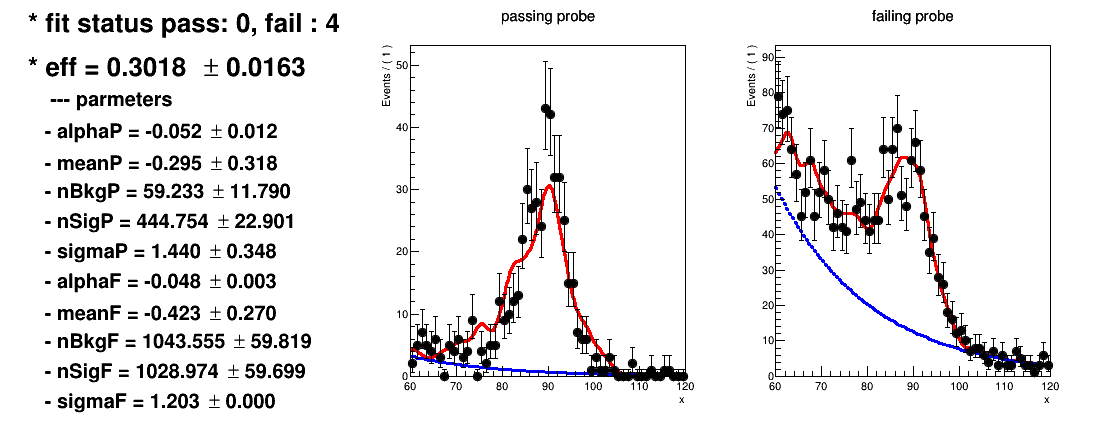 * fit status pass: 0, fail : 4
* eff = 0.3018 ± 0.0163
--- parmeters
- alphaP = -0.052 ± 0.012
- meanP = -0.295 ± 0.318
- nBkgP = 59.233 ± 11.790
- nSigP = 444.754 ± 22.901
- sigmaP = 1.440 ± 0.348
- alphaF = -0.048 ± 0.003
- meanF = -0.423 ± 0.270
- nBkgF = 1043.555 ± 59.819
- nSigF = 1028.974 ± 59.699
- sigmaF = 1.203 ± 0.000
passing probe
Events / ( 1 )
50
40
30
20
10
0
60 70 80 90 100 110 120
x
failing probe
Events / ( 1 )
90
80
70
60
50
40
30
20
10
0
60 70 80 90 100 110 120
x